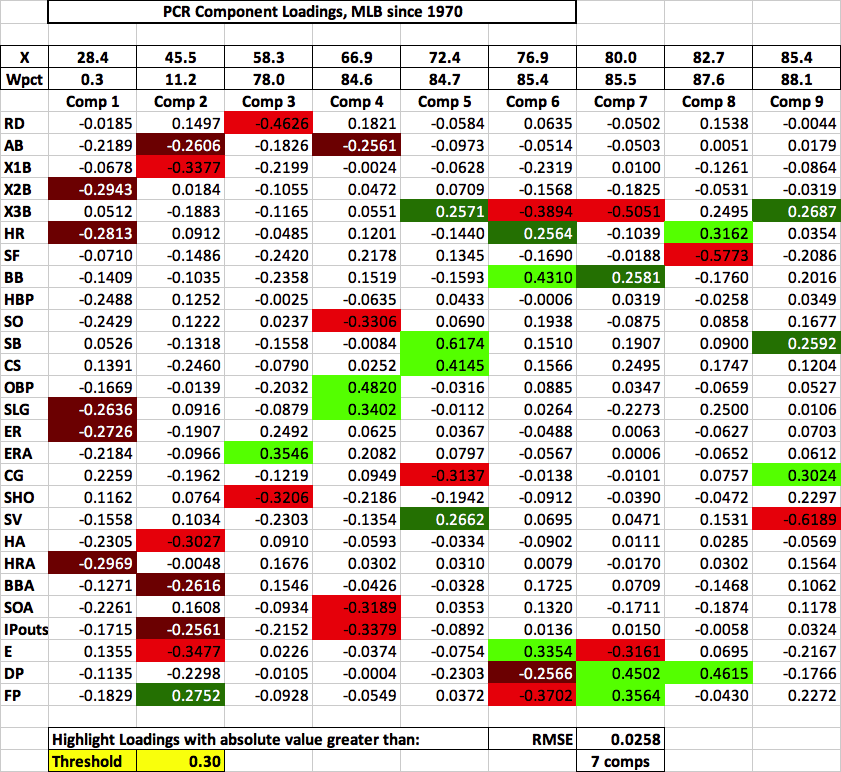 PCR Component Loadings, MLB since 1970
X 28.4 45.5 58.3 66.9 72.4 76.9 80.0 82.7 85.4
Wpct 0.3 11.2 78.0 84.6 84.7 85.4 85.5 87.6 88.1
Comp 1 Comp 2 Comp 3 Comp 4 Comp 5 Comp 6 Comp 7 Comp 8 Comp 9
RD -0.0185 0.1497 -0.4626 0.1821 -0.0584 0.0635 -0.0502 0.1538 -0.0044
AB -0.2189 -0.2606 -0.1826 -0.2561 -0.0973 -0.0514 -0.0503 0.0051 0.0179
X1B -0.0678 -0.3377 -0.2199 -0.0024 -0.0628 -0.2319 0.0100 -0.1261 -0.0864
X2B -0.2943 0.0184 -0.1055 0.0472 0.0709 -0.1568 -0.1825 -0.0531 -0.0319
X3B 0.0512 -0.1883 -0.1165 0.0551 0.2571 -0.3894 -0.5051 0.2495 0.2687
HR -0.2813 0.0912 -0.0485 0.1201 -0.1440 0.2564 -0.1039 0.3162 0.0354
SF -0.0710 -0.1486 -0.2420 0.2178 0.1345 -0.1690 -0.0188 -0.5773 -0.2086
BB -0.1409 -0.1035 -0.2358 0.1519 -0.1593 0.4310 0.2581 -0.1760 0.2016
HBP -0.2488 0.1252 -0.0025 -0.0635 0.0433 -0.0006 0.0319 -0.0258 0.0349
SO -0.2429 0.1222 0.0237 -0.3306 0.0690 0.1938 -0.0875 0.0858 0.1677
SB 0.0526 -0.1318 -0.1558 -0.0084 0.6174 0.1510 0.1907 0.0900 0.2592
CS 0.1391 -0.2460 -0.0790 0.0252 0.4145 0.1566 0.2495 0.1747 0.1204
OBP -0.1669 -0.0139 -0.2032 0.4820 -0.0316 0.0885 0.0347 -0.0659 0.0527
SLG -0.2636 0.0916 -0.0879 0.3402 -0.0112 0.0264 -0.2273 0.2500 0.0106
ER -0.2726 -0.1907 0.2492 0.0625 0.0367 -0.0488 0.0063 -0.0627 0.0703
ERA -0.2184 -0.0966 0.3546 0.2082 0.0797 -0.0567 0.0006 -0.0652 0.0612
CG 0.2259 -0.1962 -0.1219 0.0949 -0.3137 -0.0138 -0.0101 0.0757 0.3024
SHO 0.1162 0.0764 -0.3206 -0.2186 -0.1942 -0.0912 -0.0390 -0.0472 0.2297
SV -0.1558 0.1034 -0.2303 -0.1354 0.2662 0.0695 0.0471 0.1531 -0.6189
HA -0.2305 -0.3027 0.0910 -0.0593 -0.0334 -0.0902 0.0111 0.0285 -0.0569
HRA -0.2969 -0.0048 0.1676 0.0302 0.0310 0.0079 -0.0170 0.0302 0.1564
BBA -0.1271 -0.2616 0.1546 -0.0426 -0.0328 0.1725 0.0709 -0.1468 0.1062
SOA -0.2261 0.1608 -0.0934 -0.3189 0.0353 0.1320 -0.1711 -0.1874 0.1178
IPouts -0.1715 -0.2561 -0.2152 -0.3379 -0.0892 0.0136 0.0150 -0.0058 0.0324
E 0.1355 -0.3477 0.0226 -0.0374 -0.0754 0.3354 -0.3161 0.0695 -0.2167
DP -0.1135 -0.2298 -0.0105 -0.0004 -0.2303 -0.2566 0.4502 0.4615 -0.1766
FP -0.1829 0.2752 -0.0928 -0.0549 0.0372 -0.3702 0.3564 -0.0430 0.2272
Highlight Loadings with absolute value greater than: RMSE 0.0258
Threshold 0.30 7 comps